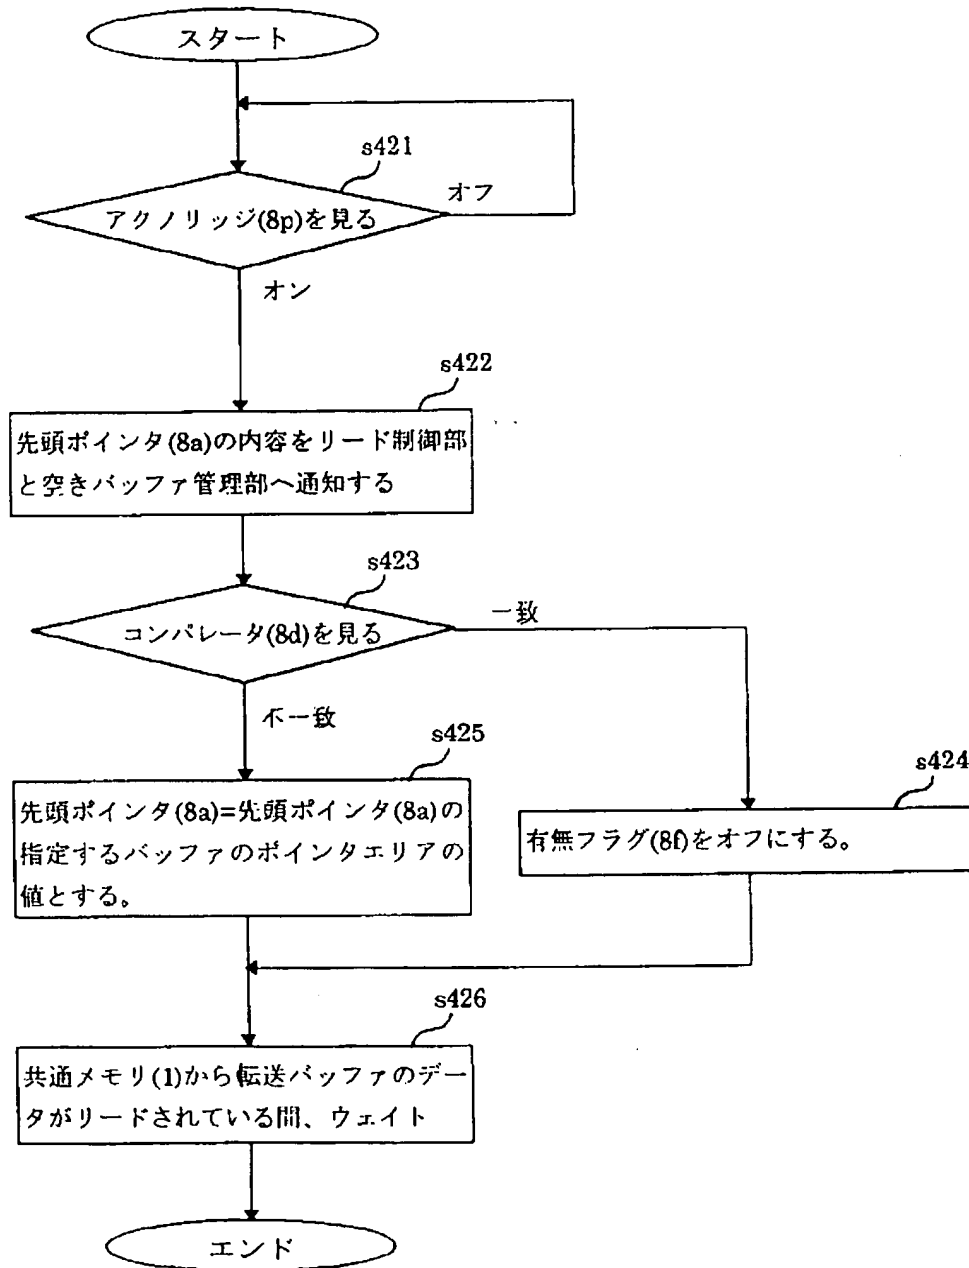 スタート
s421
アクノリッジ(8p)を見る
オフ
オン
s422
先頭ポインタ(8a)の内容をリード制御部
と空きバッファ管理部へ通知する
s423
コンパレータ(8d)を見る
一致
不一致
s425
先頭ポインタ(8a)=先頭ポインタ(8a)の
指定するバッファのポインタエリアの
値とする。
s424
有無フラグ(8f)をオフにする。
s426
共通メモリ(1)から転送バッファのデー
タがリードされている間、ウェイト
エンド